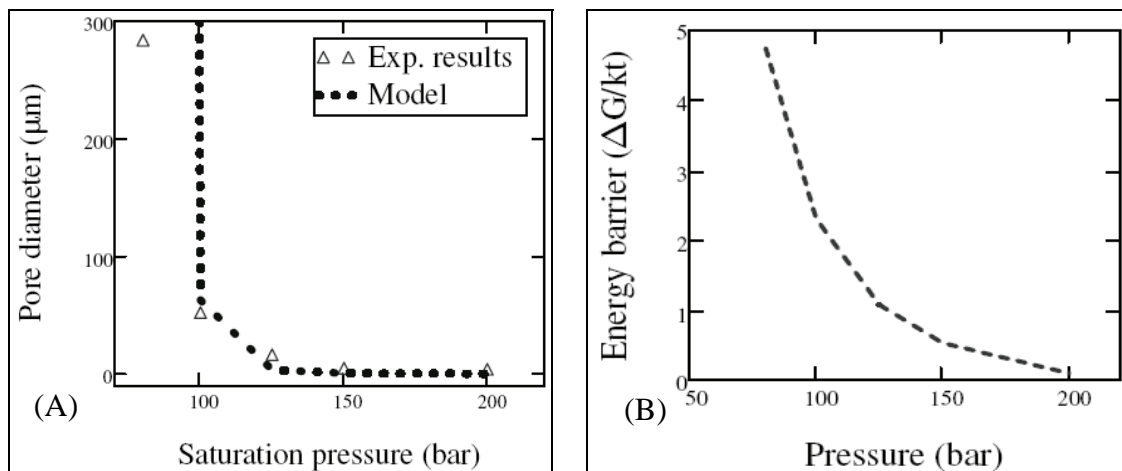 300
200
100
0
Pore diameter (µm)
Exp. results
Model
100 150 200
(A)
Saturation pressure (bar)
5
4
3
2
1
0
Energy barrier (ΔG/kt)
50 100 150 200
(B)
Pressure (bar)